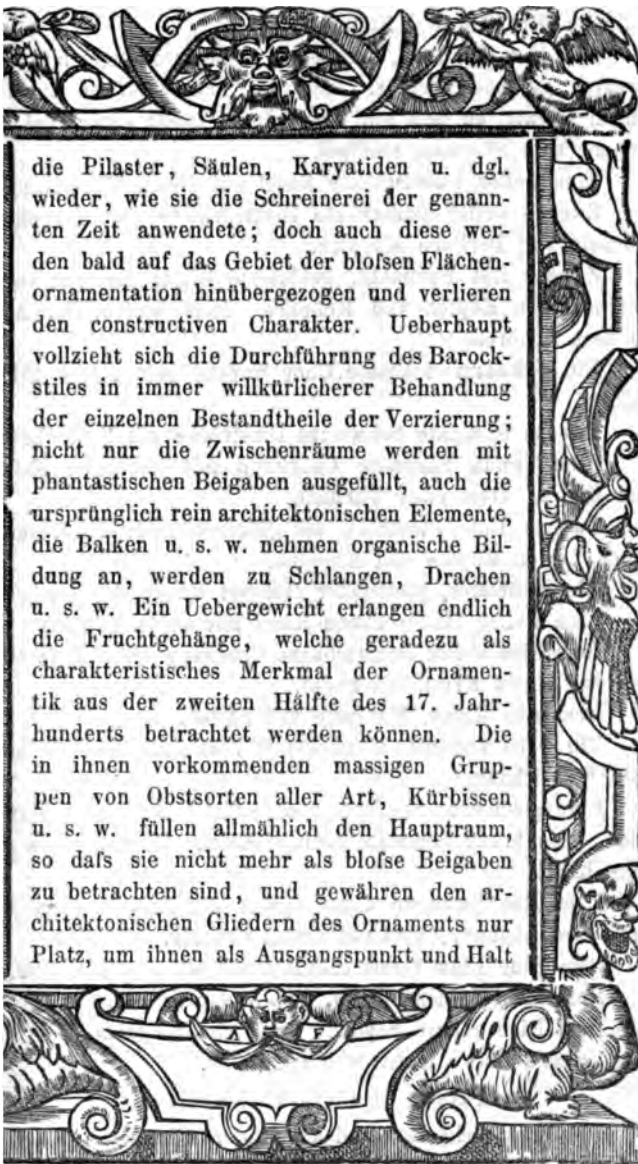 die Pilaster, Säulen, Karyatiden u. dgl.
wieder, wie sie die Schreinerei der genann-
ten Zeit anwendete; doch auch diese wer-
den bald auf das Gebiet der bloſsen Flächen-
ornamentation hinübergezogen und verlieren
den constructiven Charakter. Ueberhaupt
vollzieht sich die Durchführung des Barock-
stiles in immer willkürlicherer Behandlung
der einzelnen Bestandtheile der Verzierung;
nicht nur die Zwischenräume werden mit
phantastischen Beigaben ausgefüllt, auch die
ursprünglich rein architektonischen Elemente,
die Balken u. s. w. nehmen organische Bil-
dung an, werden zu Schlangen, Drachen
u. s. w. Ein Uebergewicht erlangen endlich
die Fruchtgehänge, welche geradezu als
charakteristisches Merkmal der Ornamen-
tik aus der zweiten Hälfte des 17. Jahr-
hunderts betrachtet werden können. Die
in ihnen vorkommenden massigen Grup-
pen von Obstsorten aller Art, Kürbissen
u. s. w. füllen allmählich den Hauptraum,
so daſs sie nicht mehr als bloſse Beigaben
zu betrachten sind, und gewähren den ar-
chitektonischen Gliedern des Ornaments nur
Platz, um ihnen als Ausgangspunkt und Halt
A F